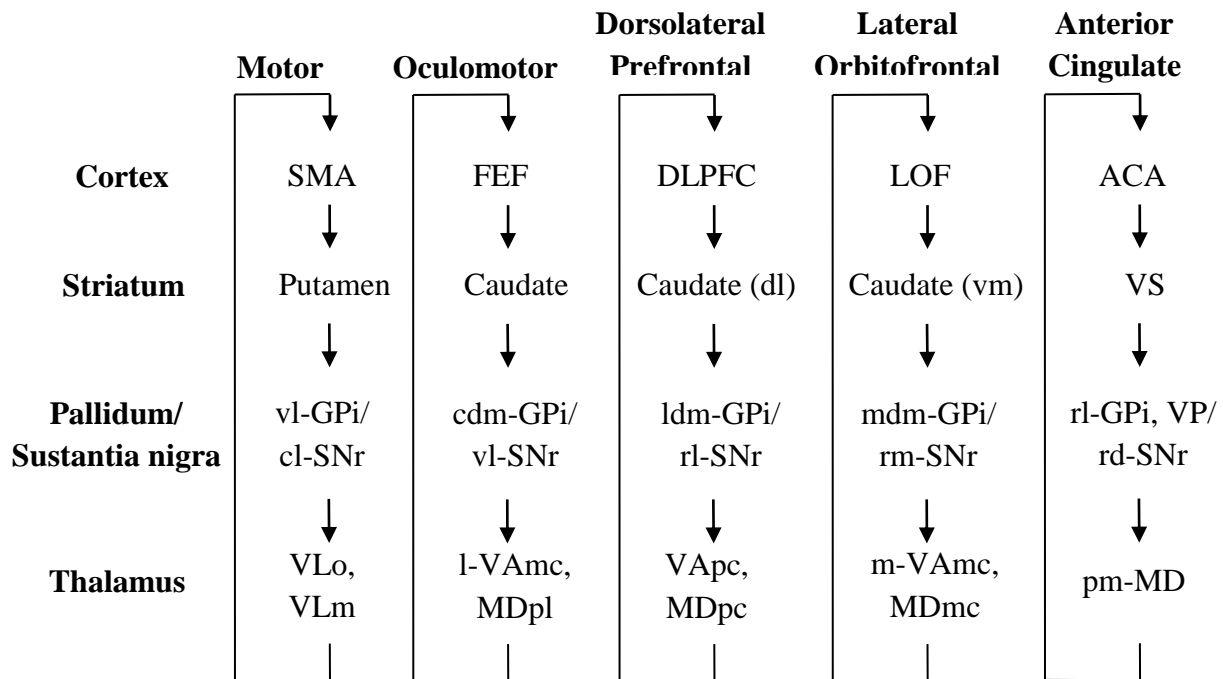 Motor
Oculomotor
Dorsolateral
Prefrontal
Lateral
Orbitofrontal
Anterior
Cingulate
Cortex
SMA
FEF
DLPFC
LOF
ACA
Striatum
Putamen
Caudate
Caudate (dl)
Caudate (vm)
VS
Pallidum/
Sustantia nigra
vl-GPi/
cl-SNr
cdm-GPi/
vl-SNr
ldm-GPi/
rl-SNr
mdm-GPi/
rm-SNr
rl-GPi, VP/
rd-SNr
Thalamus
VLo,
VLm
l-VAmc,
MDpl
VApc,
MDpc
m-VAmc,
MDmc
pm-MD